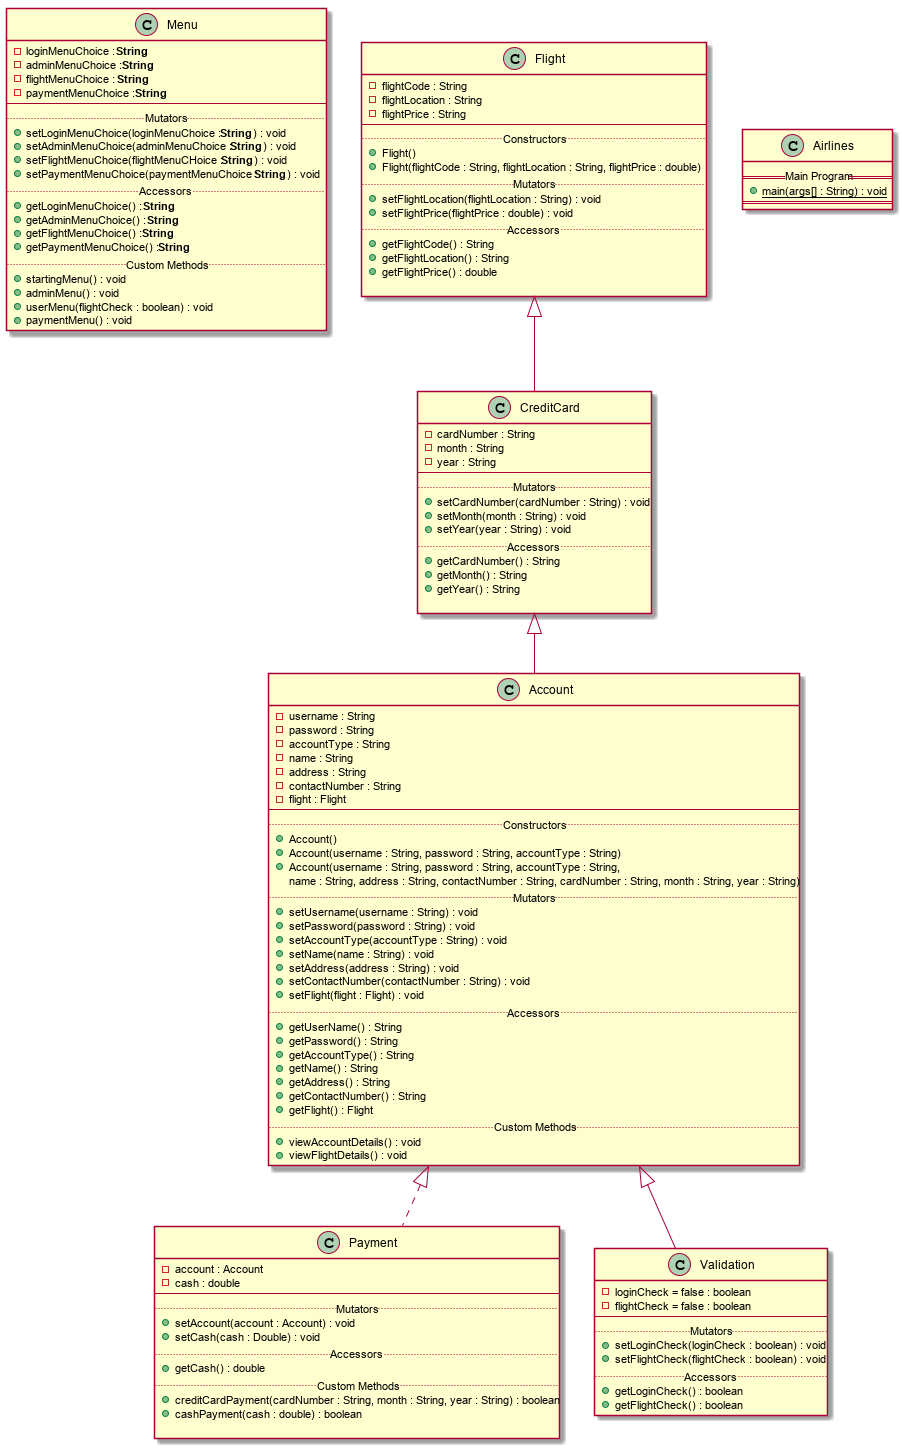 C Menu
loginMenuChoice :String
adminMenuChoice :String
flightMenuChoice : String
paymentMenuChoice :String
Mutators
setLoginMenuChoice(loginMenuChoice :String ) : void
setAdminMenuChoice(adminMenuChoice :String ) : void
setFlightMenuChoice(flightMenuCHoice :String ) : void
setPaymentMenuChoice(paymentMenuChoice :String ) : void
Accessors
getLoginMenuChoice() : String
getAdminMenuChoice() :String
getFlightMenuChoice() :String
getPaymentMenuChoice() :String
Custom Methods
startingMenu() : void
adminMenu() : void
userMenu(flightCheck : boolean) : void
paymentMenu() : void
C Flight
flightCode : String
flightLocation : String
flightPrice : String
Constructors
Flight()
Flight(flightCode : String, flightLocation : String, flightPrice : double)
Mutators
setFlightLocation(flightLocation : String) : void
setFlightPrice(flightPrice : double) : void
Accessors
getFlightCode() : String
getFlightLocation() : String
getFlightPrice() : double
C Airlines
Main Program
main(args[] : String) : void
C CreditCard
cardNumber : String
month : String
year : String
Mutators
setCardNumber(cardNumber : String) : void
setMonth(month : String) : void
setYear(year : String) : void
Accessors
getCardNumber() : String
getMonth() : String
getYear() : String
C Account
username : String
password : String
accountType : String
name : String
address : String
contactNumber : String
flight : Flight
Constructors
Account()
Account(username : String, password : String, accountType : String)
Account(username : String, password : String, accountType : String,
name : String, address : String, contactNumber : String, cardNumber : String, month : String, year : String)
Mutators
setUsername(username : String) : void
setPassword(password : String) : void
setAccountType(accountType : String) : void
setName(name : String) : void
setAddress(address : String) : void
setContactNumber(contactNumber : String) : void
setFlight(flight : Flight) : void
Accessors
getUserName() : String
getPassword() : String
getAccountType() : String
getName() : String
getAddress() : String
getContactNumber() : String
getFlight() : Flight
Custom Methods
viewAccountDetails() : void
viewFlightDetails() : void
C Payment
account : Account
cash : double
Mutators
setAccount(account : Account) : void
setCash(cash : Double) : void
Accessors
getCash() : double
Custom Methods
creditCardPayment(cardNumber : String, month : String, year : String) : boolean
cashPayment(cash : double) : boolean
C Validation
loginCheck = false : boolean
flightCheck = false : boolean
Mutators
setLoginCheck(loginCheck : boolean) : void
setFlightCheck(flightCheck : boolean) : void
Accessors
getLoginCheck() : boolean
getFlightCheck() : boolean